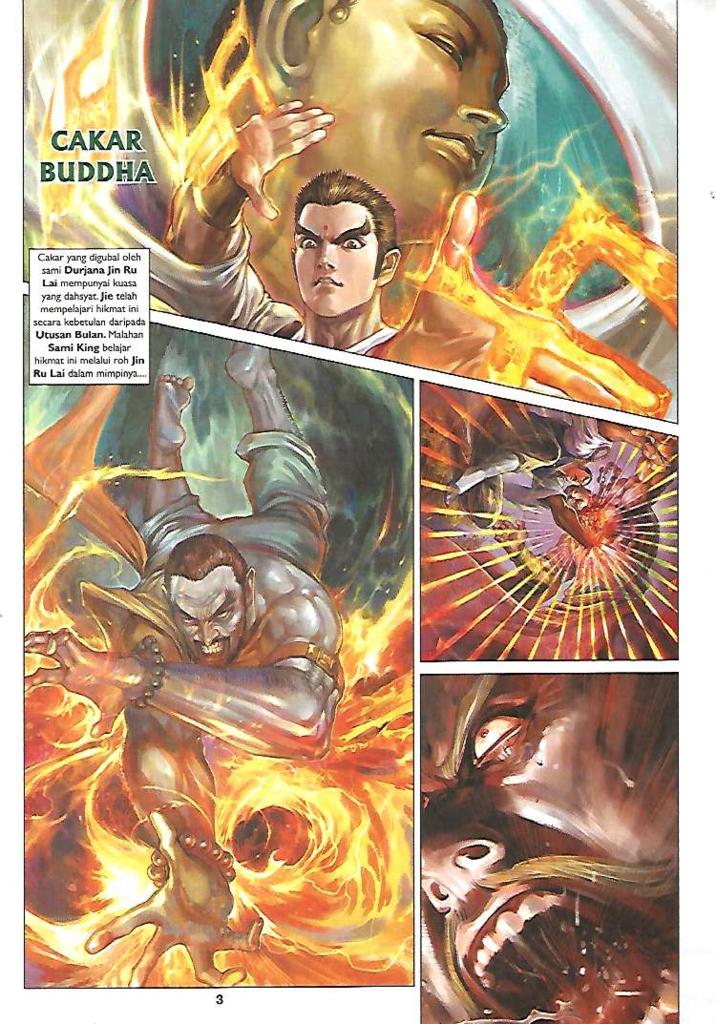 CAKAR
BUDDHA
Cakar yang digubal oleh
sami Durjana Jin Ru
Lai mempunyai kuasa
yang dahsyat. Jie telah
mempelajari hikmat ini
secara kebetulan daripada
Utusan Bulan. Malahan
Sami King belajar
hikmat ini melalui roh Jin
Ru Lai dalam mimpinya....
3